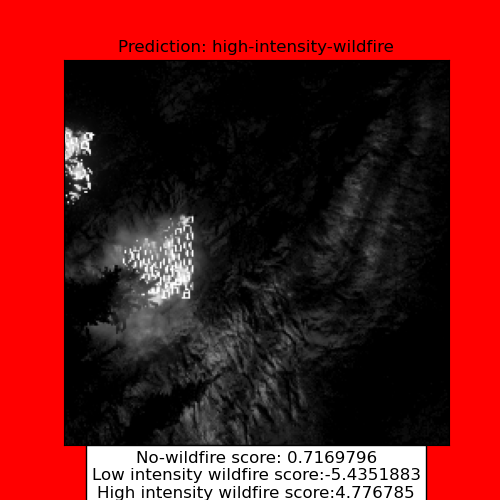 Prediction: high-intensity-wildfire
No-wildfire score: 0.7169796
Low intensity wildfire score:-5.4351883
High intensity wildfire score:4.776785